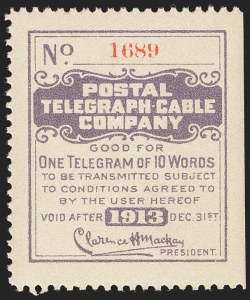 No. 1689
POSTAL
TELEGRAPH-CABLE
COMPANY
GOOD FOR
ONE TELEGRAM OF 10 WORDS
TO BE TRANSMITTED SUBJECT
TO CONDITIONS AGREED TO
BY THE USER HEREOF
VOID AFTER 1913 DEC. 31ST
Clarence H. Mackay
PRESIDENT.